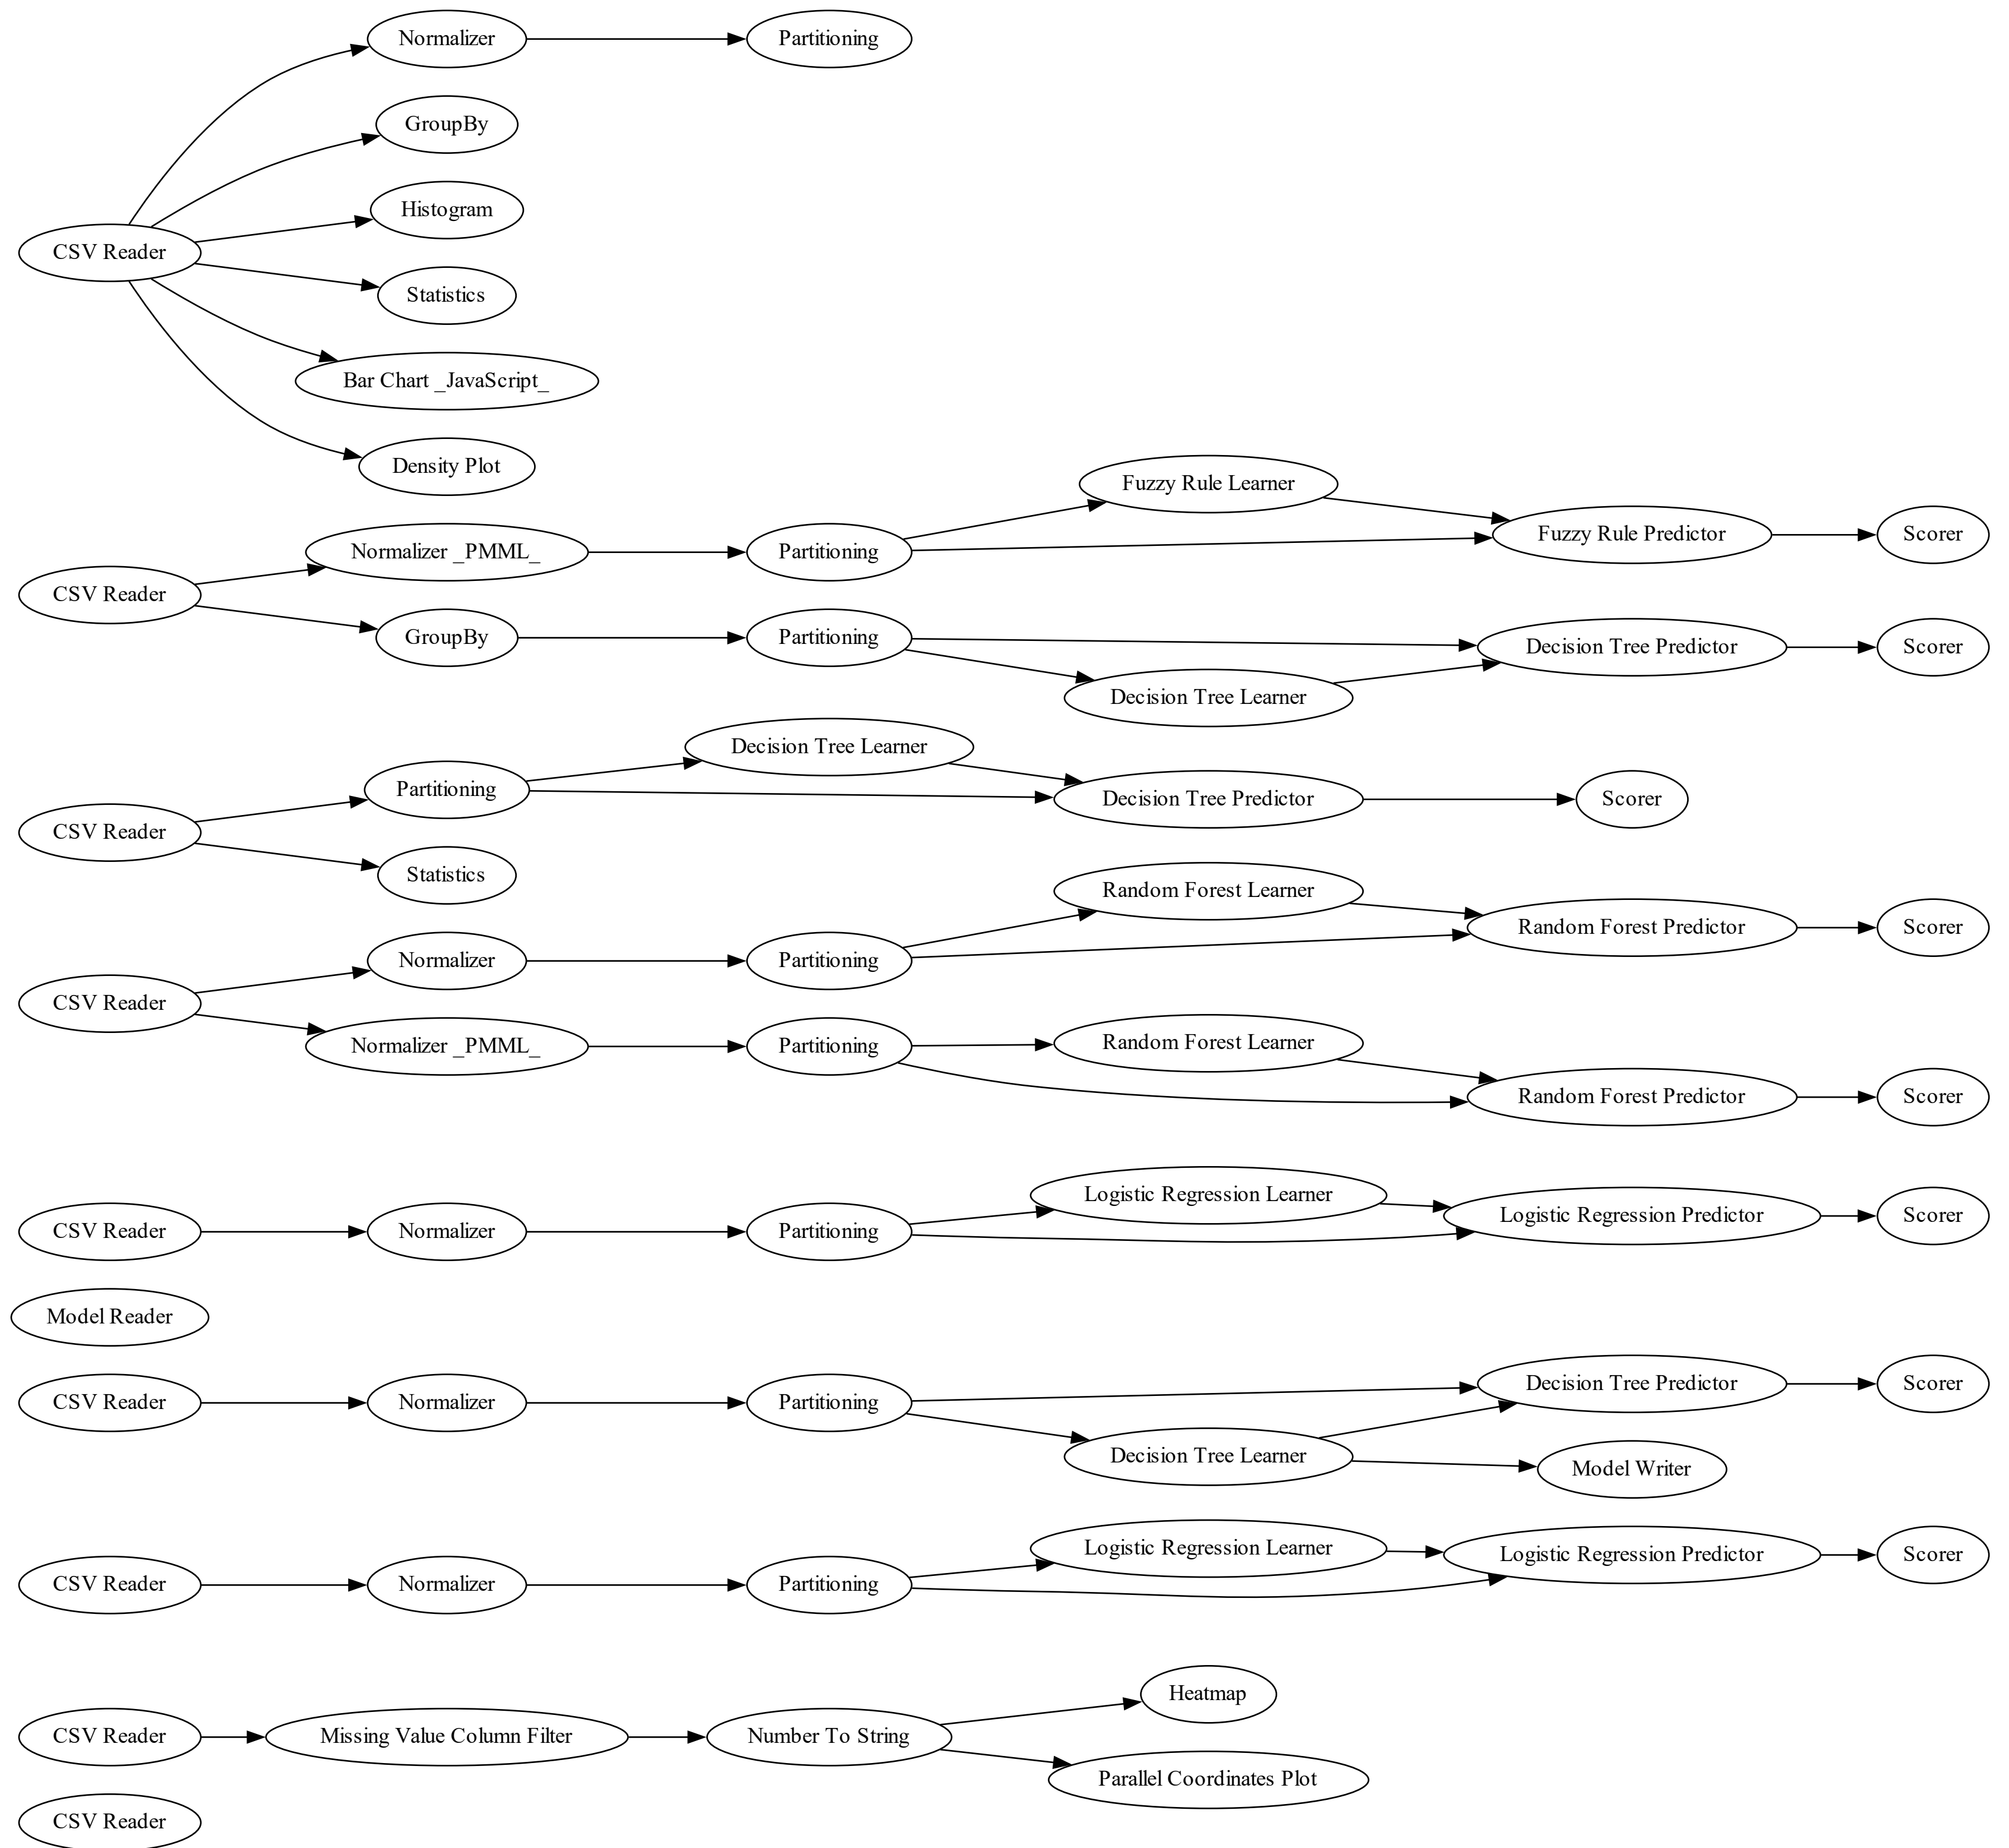 Normalizer
Partitioning
GroupBy
Histogram
CSV Reader
Statistics
Bar Chart _JavaScript_
Density Plot
Fuzzy Rule Learner
Normalizer _PMML_
Partitioning
Fuzzy Rule Predictor
Scorer
CSV Reader
GroupBy
Partitioning
Decision Tree Predictor
Scorer
Decision Tree Learner
Decision Tree Learner
Partitioning
Decision Tree Predictor
Scorer
CSV Reader
Statistics
Random Forest Learner
Random Forest Predictor
Scorer
Normalizer
Partitioning
CSV Reader
Normalizer _PMML_
Partitioning
Random Forest Learner
Random Forest Predictor
Scorer
Logistic Regression Learner
CSV Reader
Normalizer
Partitioning
Logistic Regression Predictor
Scorer
Model Reader
CSV Reader
Normalizer
Partitioning
Decision Tree Predictor
Scorer
Decision Tree Learner
Model Writer
Logistic Regression Learner
CSV Reader
Normalizer
Partitioning
Logistic Regression Predictor
Scorer
Heatmap
CSV Reader
Missing Value Column Filter
Number To String
Parallel Coordinates Plot
CSV Reader